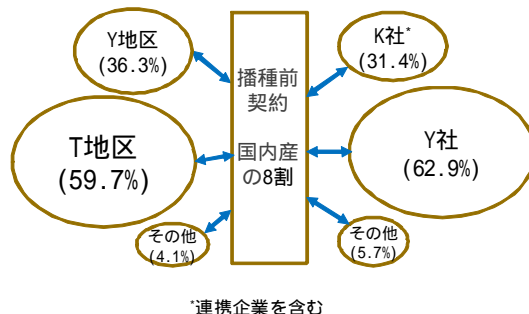 Y地区
(36.3%)
T地区
(59.7%)
その他
(4.1%)
播種前
契約
国内産
の8割
K社*
(31.4%)
Y社
(62.9%)
その他
(5.7%)
*連携企業を含む